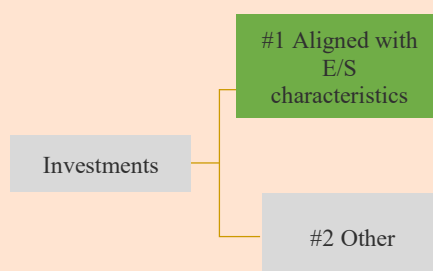 #1 Aligned with
E/S
characteristics
Investments
#2 Other